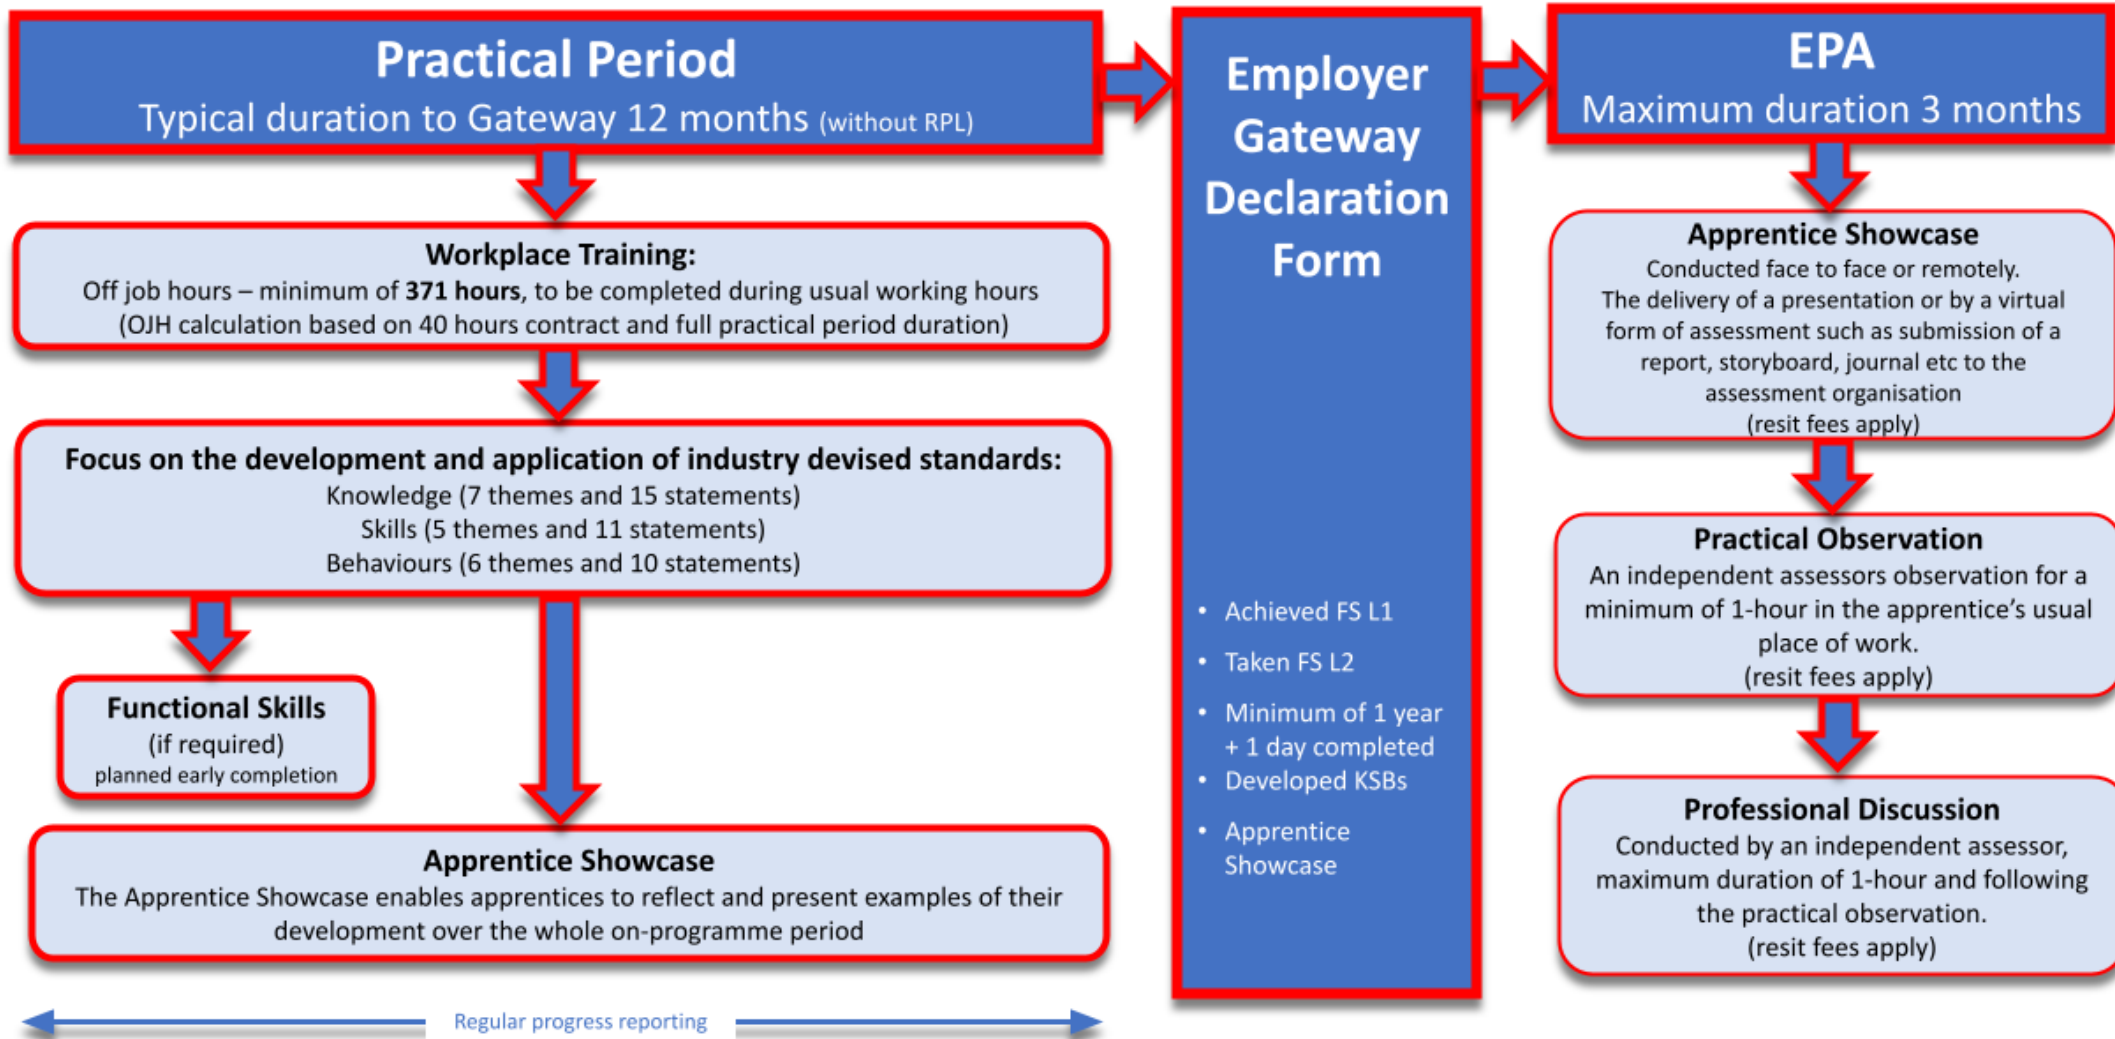 Practical Period
Typical duration to Gateway 12 months (without RPL)
Workplace Training:
Off job hours – minimum of 371 hours, to be completed during usual working hours
(OJH calculation based on 40 hours contract and full practical period duration)
Focus on the development and application of industry devised standards:
Knowledge (7 themes and 15 statements)
Skills (5 themes and 11 statements)
Behaviours (6 themes and 10 statements)
Functional Skills
(if required)
planned early completion
Apprentice Showcase
The Apprentice Showcase enables apprentices to reflect and present examples of their
development over the whole on-programme period
Regular progress reporting
Employer
Gateway
Declaration
Form
• Achieved FS L1
• Taken FS L2
• Minimum of 1 year
+ 1 day completed
• Developed KSBs
• Apprentice
Showcase
EPA
Maximum duration 3 months
Apprentice Showcase
Conducted face to face or remotely.
The delivery of a presentation or by a virtual
form of assessment such as submission of a
report, storyboard, journal etc to the
assessment organisation
(resit fees apply)
Practical Observation
An independent assessors observation for a
minimum of 1-hour in the apprentice’s usual
place of work.
(resit fees apply)
Professional Discussion
Conducted by an independent assessor,
maximum duration of 1-hour and following
the practical observation.
(resit fees apply)